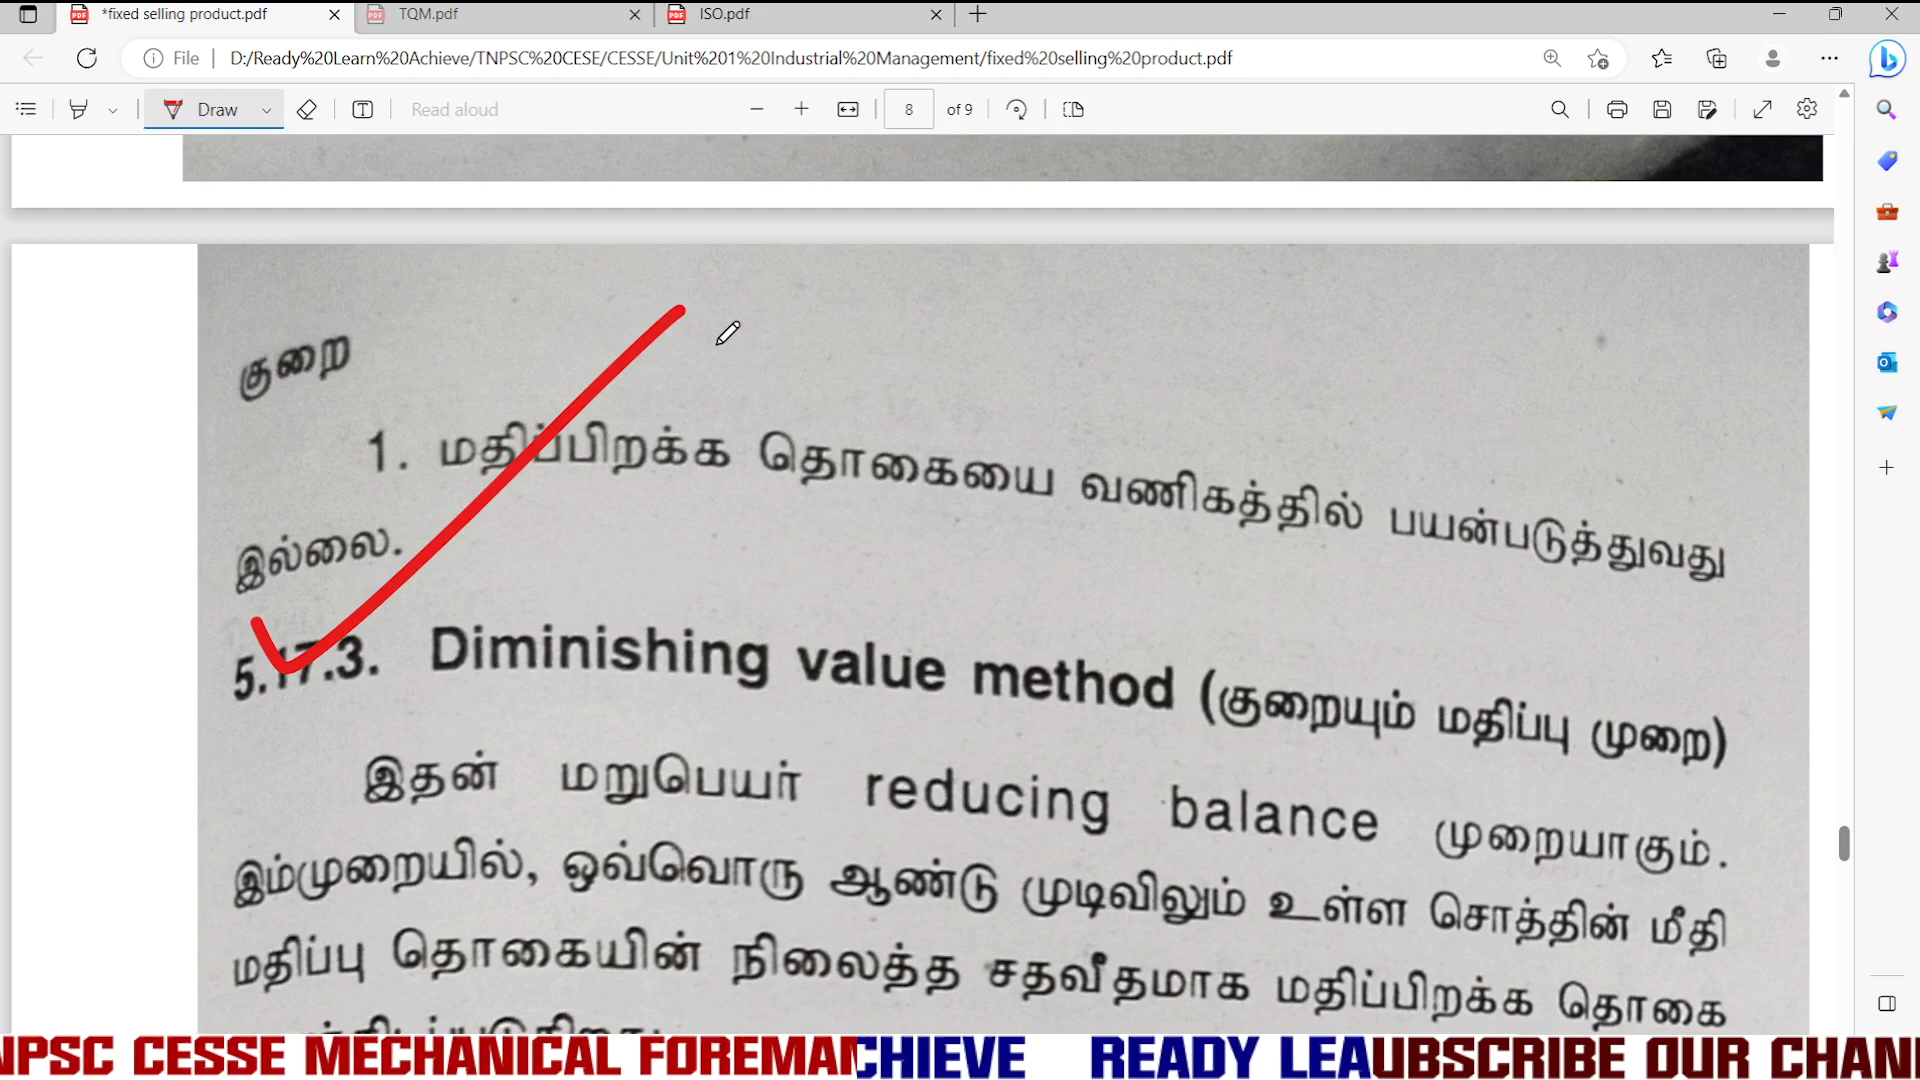 *fixed selling product.pdf
TQM.pdf
ISO.pdf
File
D:/Ready%20Learn%20Achieve/TNPSC%20CESE/CESSE/Unit%201%20Industrial%20Management/fixed%20selling%20product.pdf
Draw
Read aloud
8 of 9
குறை
1. மதிப்பிறக்க தொகையை வணிகத்தில் பயன்படுத்துவது
இல்லை.
5.17.3. Diminishing value method (குறையும் மதிப்பு முறை)
இதன் மறுபெயர் reducing balance முறையாகும்.
இம்முறையில், ஒவ்வொரு ஆண்டு முடிவிலும் உள்ள சொத்தின் மீதி
மதிப்பு தொகையின் நிலைத்த சதவீதமாக மதிப்பிறக்க தொகை
NPSC CESSE MECHANICAL FOREMAN CHIEVE READY LEA UBSCRIBE OUR CHAN